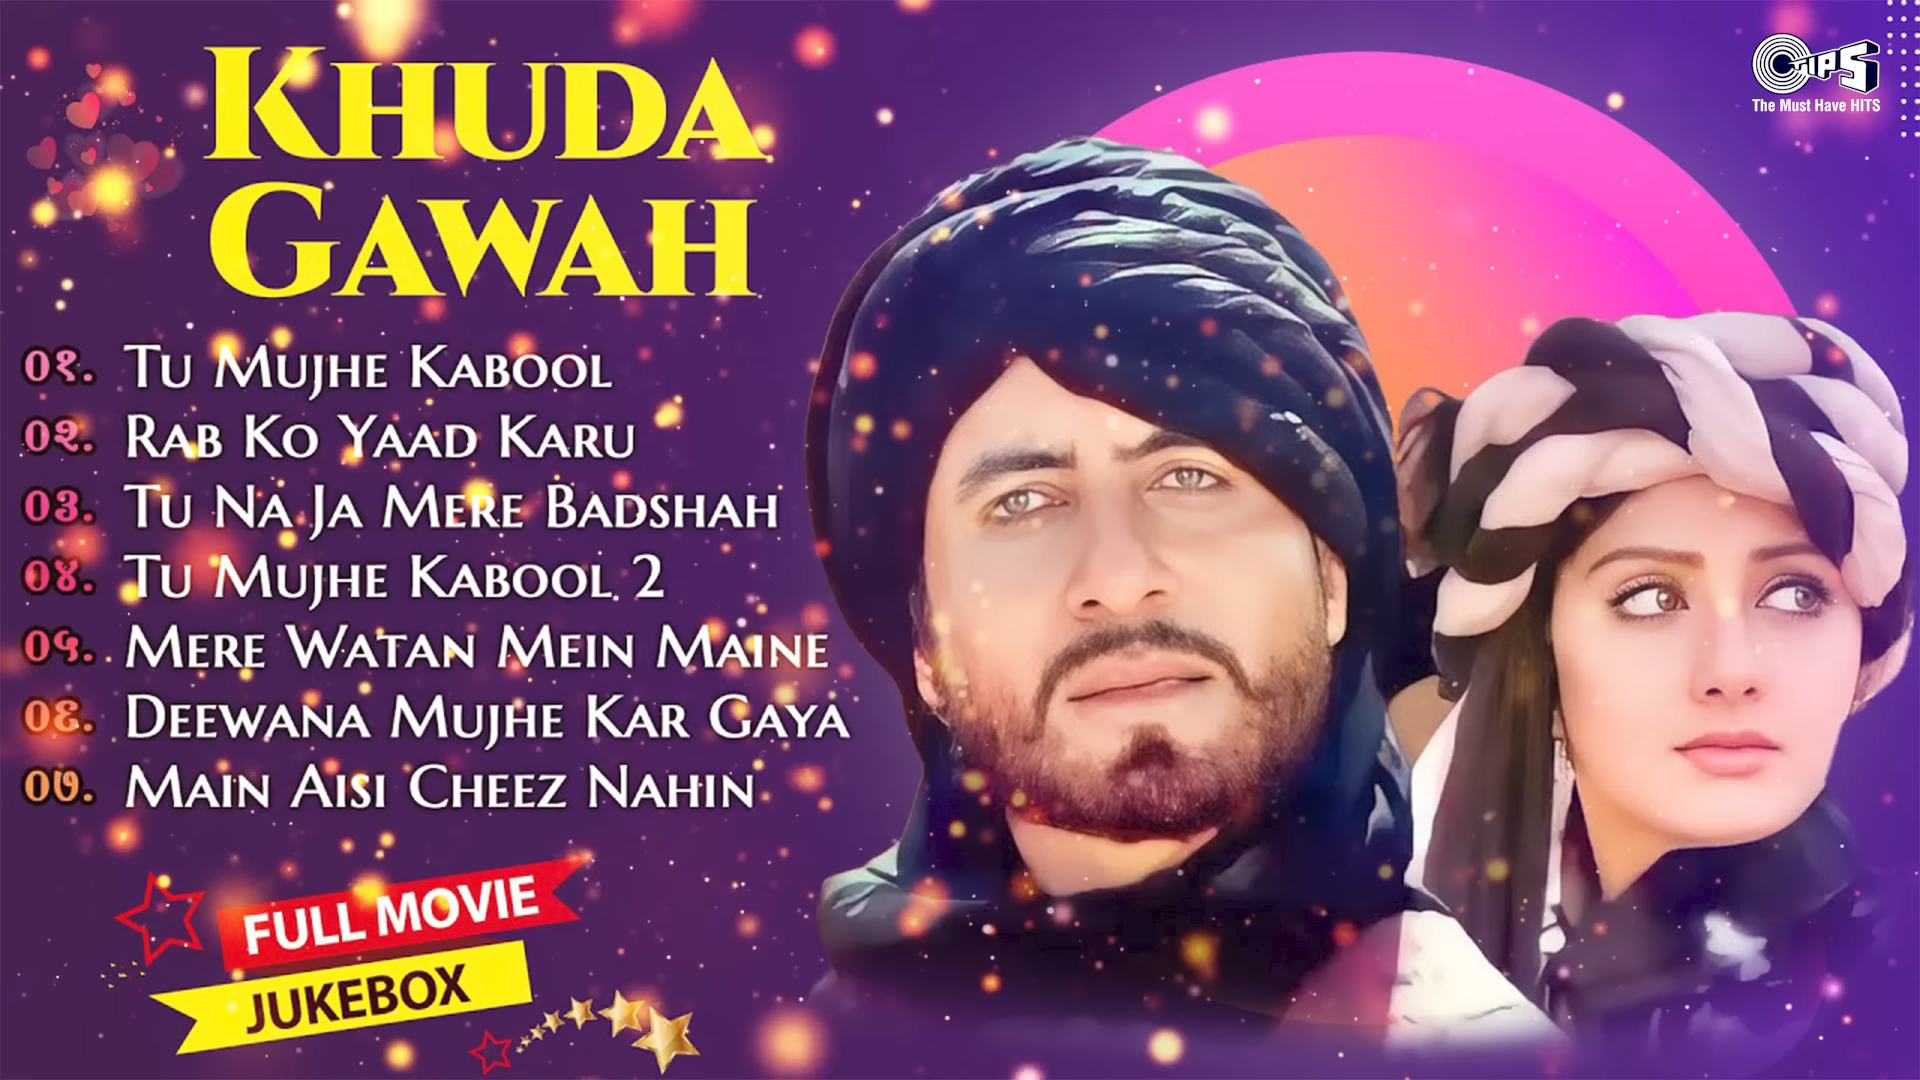 KHUDA
GAWAH
०१. TU MUJHE KABOOL
०२. RAB KO YAAD KARU
०३. TU NA JA MERE BADSHAH
०४. TU MUJHE KABOOL 2
०५. MERE WATAN MEIN MAINE
०६. DEEWANA MUJHE KAR GAYA
०७. MAIN AISI CHEEZ NAHIN
FULL MOVIE
JUKEBOX
TIPS
The Must Have HITS